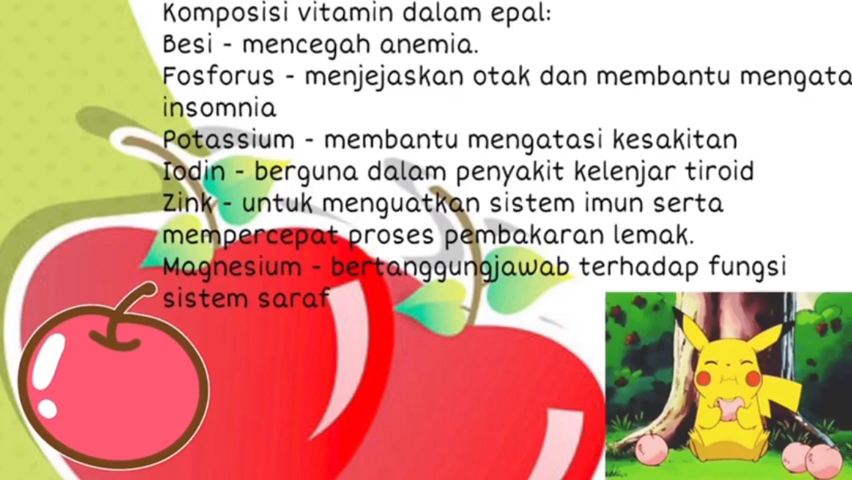 Komposisi vitamin dalam epal:
Besi - mencegah anemia.
Fosforus - menjejaskan otak dan membantu mengata
insomnia
Potassium - membantu mengatasi kesakitan
Iodin - berguna dalam penyakit kelenjar tiroid
Zink - untuk menguatkan sistem imun serta
mempercepat proses pembakaran lemak.
Magnesium - bertanggungjawab terhadap fungsi
sistem saraf